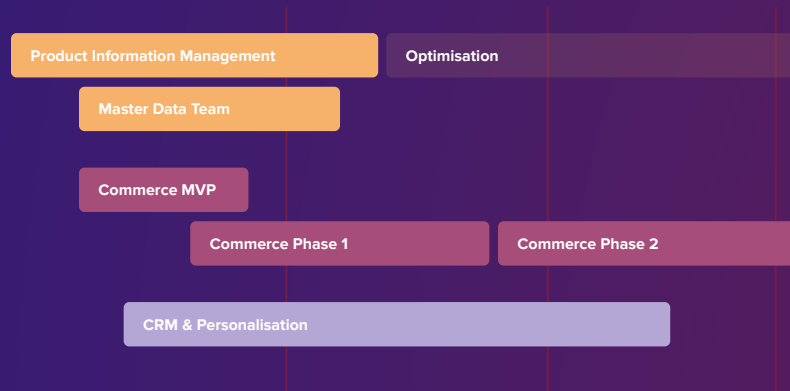 Product Information Management
Optimisation
Master Data Team
Commerce MVP
Commerce Phase 1
Commerce Phase 2
CRM & Personalisation